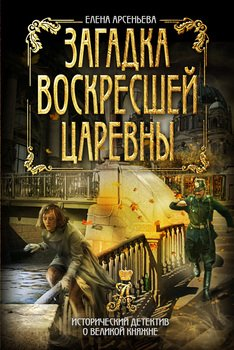 ЕЛЕНА АРСЕНЬЕВА
ЗАГАДКА
ВОСКРЕСШЕЙ
ЦАРЕВНЫ
ИСТОРИЧЕСКИЙ ДЕТЕКТИВ
О ВЕЛИКОЙ КНЯЖНЕ